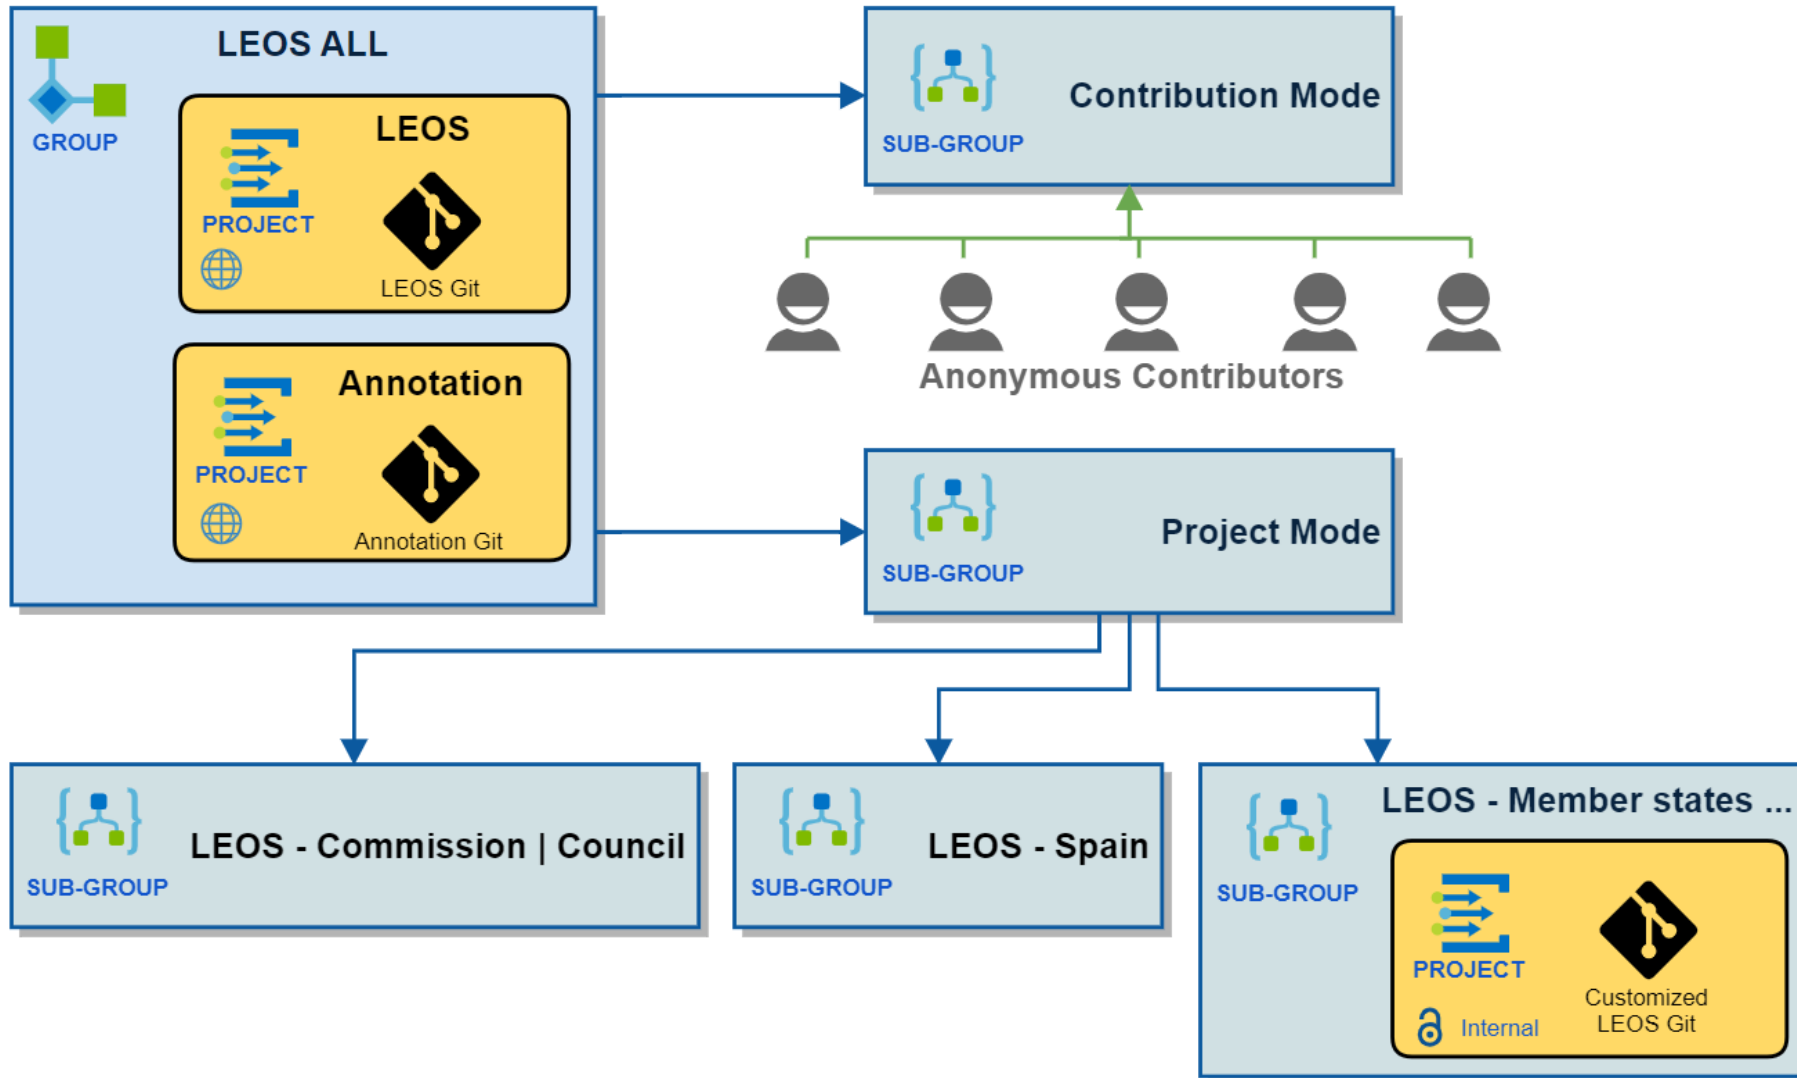 LEOS ALL
GROUP
LEOS
PROJECT
LEOS Git
Annotation
PROJECT
Annotation Git
Contribution Mode
SUB-GROUP
Anonymous Contributors
Project Mode
SUB-GROUP
LEOS - Commission | Council
SUB-GROUP
LEOS - Spain
SUB-GROUP
LEOS - Member states ...
SUB-GROUP
PROJECT
Internal
Customized
LEOS Git